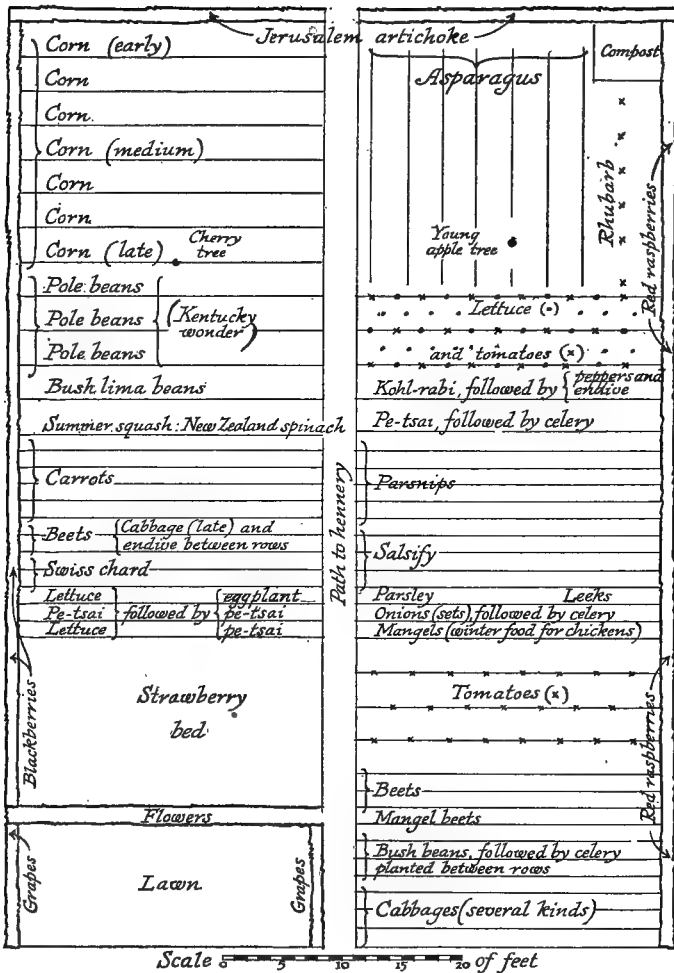 Jerusalem artichoke
Corn (early)
Corn
Corn.
Corn (medium)
Corn
Corn
Corn (late)
Cherry
tree
Pole beans
Pole beans
Pole beans
(Kentucky
wonder)
Bush lima beans
Summer squash: New Zealand spinach
Carrots
Beets
Cabbage (late) and
endive between rows
Swiss chard
Lettuce
Pe-tsai
Lettuce
followed by
eggplant
pe-tsai
pe-tsai
Strawberry
bed
Blackberries
Flowers
Grapes
Lawn
Grapes
Path to hennery
Asparagus
Compost
Rhubarb
Red raspberries
Young
apple tree
Lettuce (•)
and tomatoes (x)
Kohl-rabi, followed by
peppers and
endive
Pe-tsai, followed by celery
Parsnips
Salsify
Parsley Leeks
Onions (sets), followed by celery
Mangels (winter food for chickens)
Tomatoes (x)
Red raspberries
Beets
Mangel beets
Bush beans, followed by celery
planted between rows
Cabbages (several kinds)
Scale 0 5 10 15 20 of feet